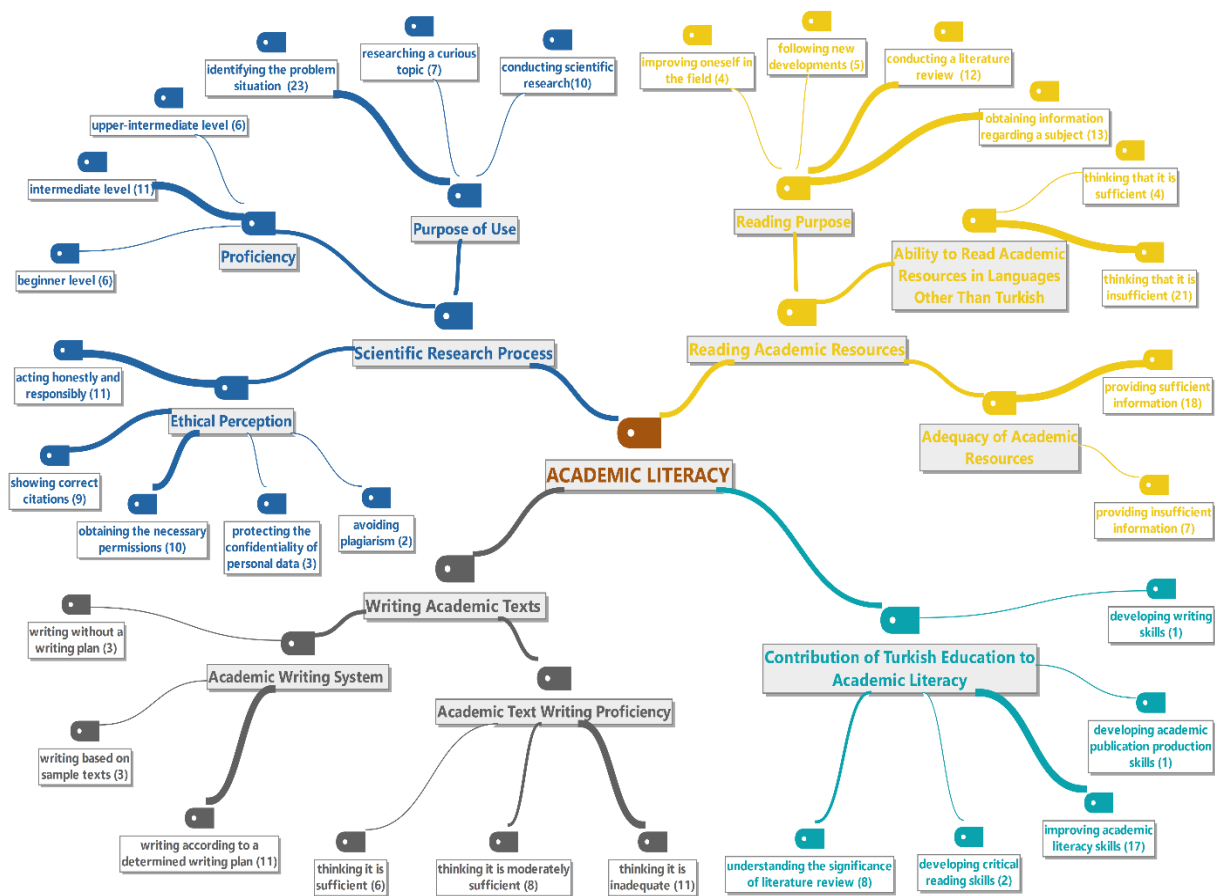 identifying the problem
situation (23)
researching a curious
topic (7)
conducting scientific
research(10)
upper-intermediate level (6)
intermediate level (11)
beginner level (6)
Proficiency
Purpose of Use
improving oneself in
the field (4)
following new
developments (5)
conducting a literature
review (12)
obtaining information
regarding a subject (13)
thinking that it is
sufficient (4)
thinking that it is
insufficient (21)
Reading Purpose
Ability to Read Academic
Resources in Languages
Other Than Turkish
Scientific Research Process
Reading Academic Resources
acting honestly and
responsibly (11)
Ethical Perception
showing correct
citations (9)
obtaining the necessary
permissions (10)
protecting the
confidentiality of
personal data (3)
avoiding
plagiarism (2)
providing sufficient
information (18)
Adequacy of Academic
Resources
providing insufficient
information (7)
ACADEMIC LITERACY
Writing Academic Texts
writing without a
writing plan (3)
Academic Writing System
writing based on
sample texts (3)
writing according to a
determined writing plan (11)
Academic Text Writing Proficiency
thinking it is
sufficient (6)
thinking it is moderately
sufficient (8)
thinking it is
inadequate (11)
developing writing
skills (1)
Contribution of Turkish Education to
Academic Literacy
developing academic
publication production
skills (1)
improving academic
literacy skills (17)
understanding the significance
of literature review (8)
developing critical
reading skills (2)